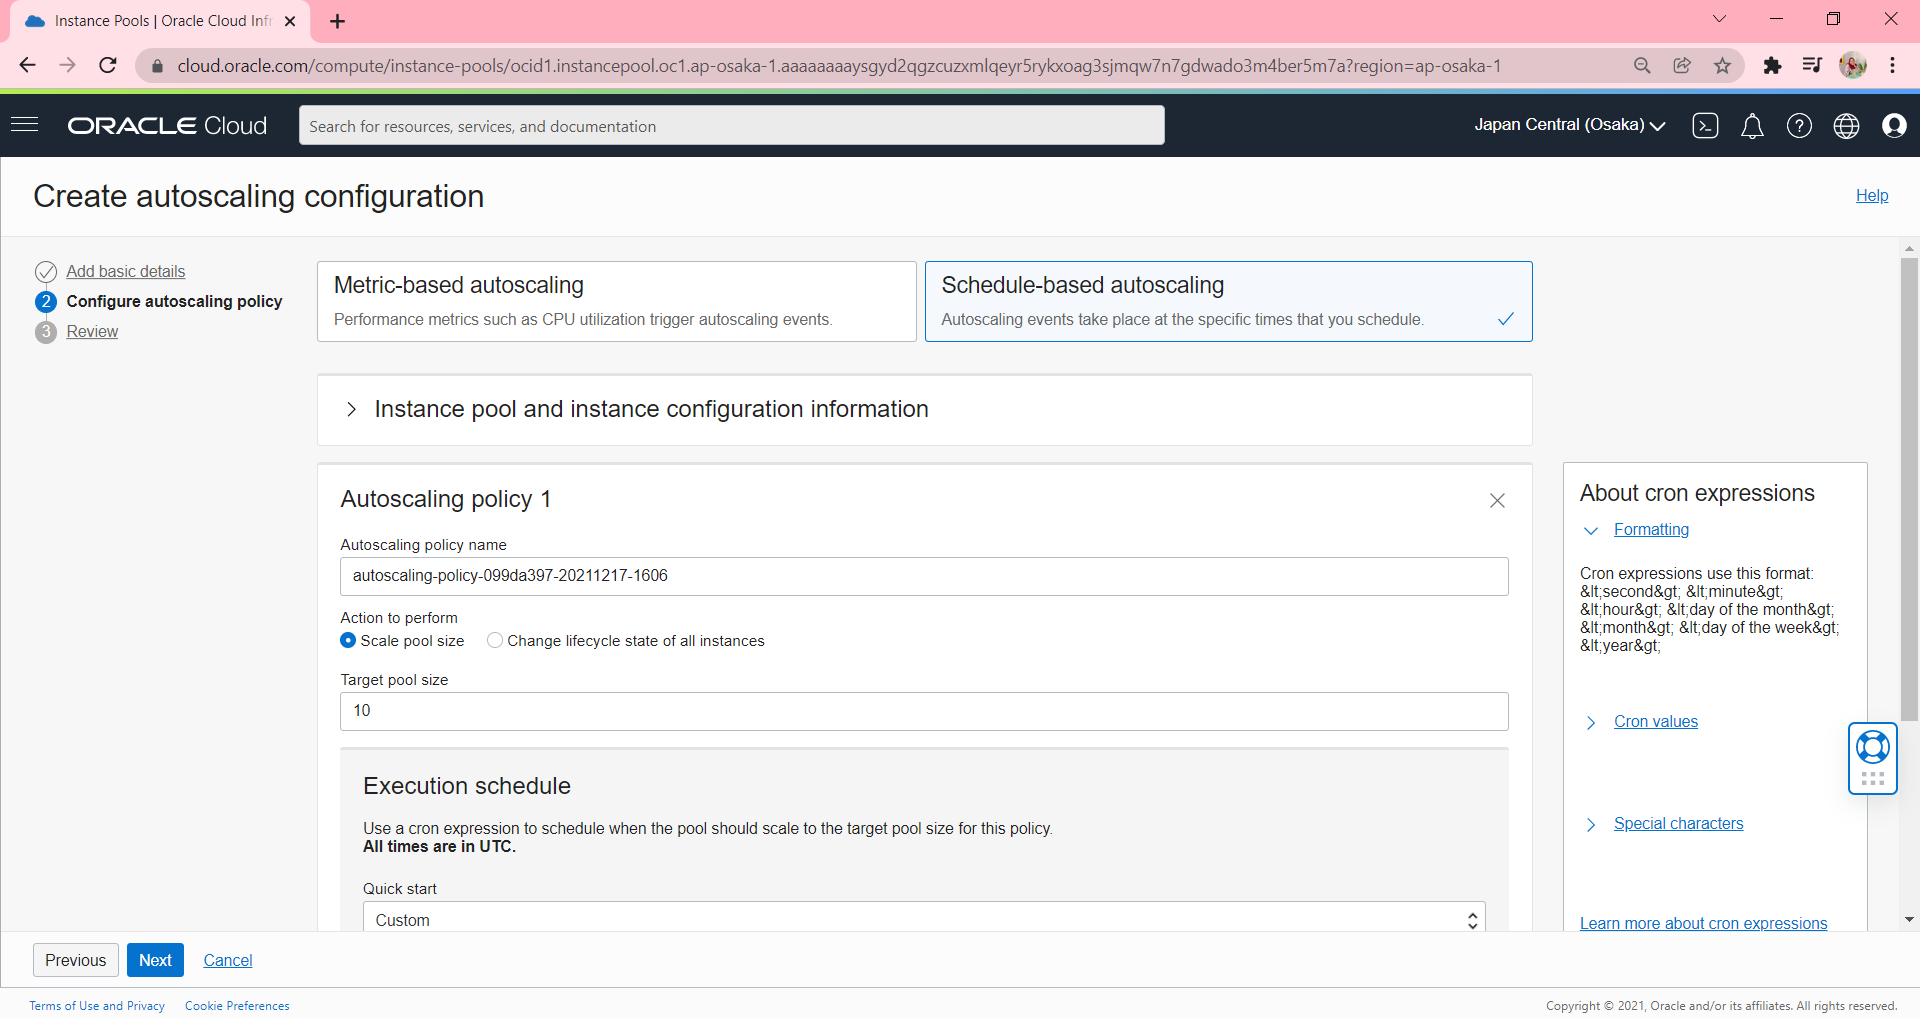 Instance Pools | Oracle Cloud Infr
cloud.oracle.com/compute/instance-pools/ocid1.instancepool.oc1.ap-osaka-1.aaaaaaaaysgyd2qgzcuzxmlqeyr5rykxoag3sjmqw7n7gdwado3m4ber5m7a?region=ap-osaka-1
ORACLE Cloud
Search for resources, services, and documentation
Japan Central (Osaka)
Create autoscaling configuration
Help
Add basic details
2 Configure autoscaling policy
3 Review
Metric-based autoscaling
Performance metrics such as CPU utilization trigger autoscaling events.
Schedule-based autoscaling
Autoscaling events take place at the specific times that you schedule.
Instance pool and instance configuration information
Autoscaling policy 1
Autoscaling policy name
autoscaling-policy-099da397-20211217-1606
Action to perform
Scale pool size
Change lifecycle state of all instances
Target pool size
10
Execution schedule
Use a cron expression to schedule when the pool should scale to the target pool size for this policy.
All times are in UTC.
Quick start
Custom
About cron expressions
Formatting
Cron expressions use this format:
&lt;second&gt; &lt;minute&gt;
&lt;hour&gt; &lt;day of the month&gt;
&lt;month&gt; &lt;day of the week&gt;
&lt;year&gt;
Cron values
Special characters
Learn more about cron expressions
Previous
Next
Cancel
Terms of Use and Privacy
Cookie Preferences
Copyright © 2021, Oracle and/or its affiliates. All rights reserved.